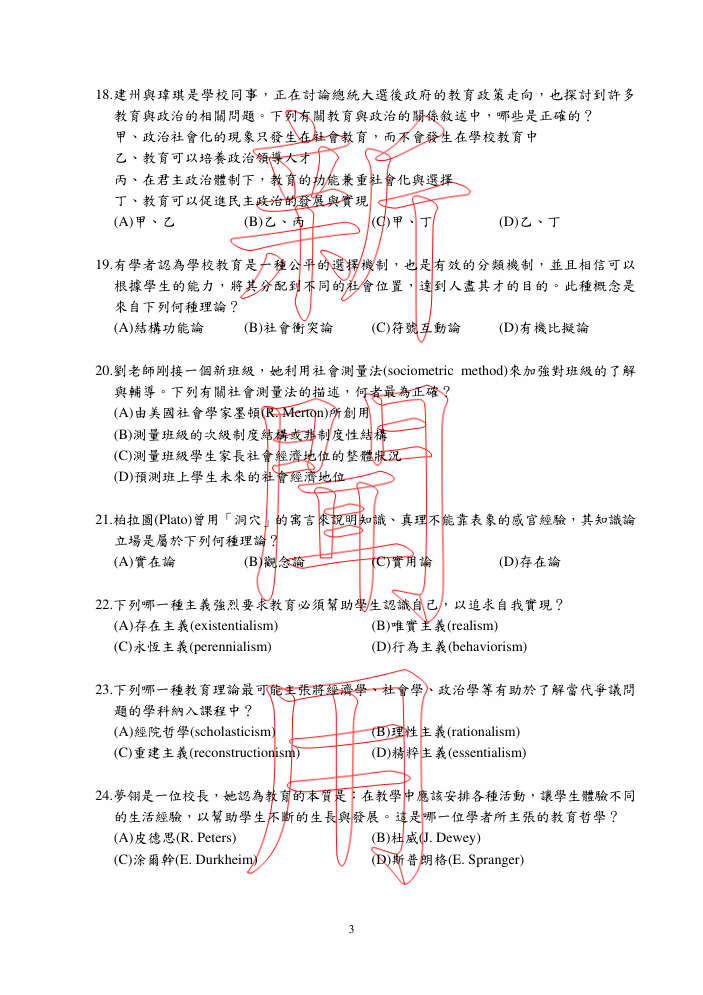 18.建州與瑋琪是學校同事，正在討論總統大選後政府的教育政策走向，也探討到許多
教育與政治的相關問題。下列有關教育與政治的關係敘述中，哪些是正確的？
甲、政治社會化的現象只發生在社會教育，而不會發生在學校教育中
乙、教育可以培養政治領導人才
丙、在君主政治體制下，教育的功能兼重社會化與選擇
丁、教育可以促進民主政治的發展與實現
(A)甲、乙 (B)乙、丙 (C)甲、丁 (D)乙、丁
19.有學者認為學校教育是一種公平的選擇機制，也是有效的分類機制，並且相信可以
根據學生的能力，將其分配到不同的社會位置，達到人盡其才的目的。此種概念是
來自下列何種理論？
(A)結構功能論 (B)社會衝突論 (C)符號互動論 (D)有機比擬論
20.劉老師剛接一個新班級，她利用社會測量法(sociometric method)來加強對班級的了解
與輔導。下列有關社會測量法的描述，何者最為正確？
(A)由美國社會學家墨頓(R. Merton)所創用
(B)測量班級的次級制度結構或非制度性結構
(C)測量班級學生家長社會經濟地位的整體狀況
(D)預測班上學生未來的社會經濟地位
21.柏拉圖(Plato)曾用「洞穴」的寓言來說明知識、真理不能靠表象的感官經驗，其知識論
立場是屬於下列何種理論？
(A)實在論 (B)觀念論 (C)實用論 (D)存在論
22.下列哪一種主義強烈要求教育必須幫助學生認識自己，以追求自我實現？
(A)存在主義(existentialism) (B)唯實主義(realism)
(C)永恆主義(perennialism) (D)行為主義(behaviorism)
23.下列哪一種教育理論最可能主張將經濟學、社會學、政治學等有助於了解當代爭議問
題的學科納入課程中？
(A)經院哲學(scholasticism) (B)理性主義(rationalism)
(C)重建主義(reconstructionism) (D)精粹主義(essentialism)
24.夢翎是一位校長，她認為教育的本質是：在教學中應該安排各種活動，讓學生體驗不同
的生活經驗，以幫助學生不斷的生長與發展。這是哪一位學者所主張的教育哲學？
(A)皮德思(R. Peters) (B)杜威(J. Dewey)
(C)涂爾幹(E. Durkheim) (D)斯普朗格(E. Spranger)
3
新聞用